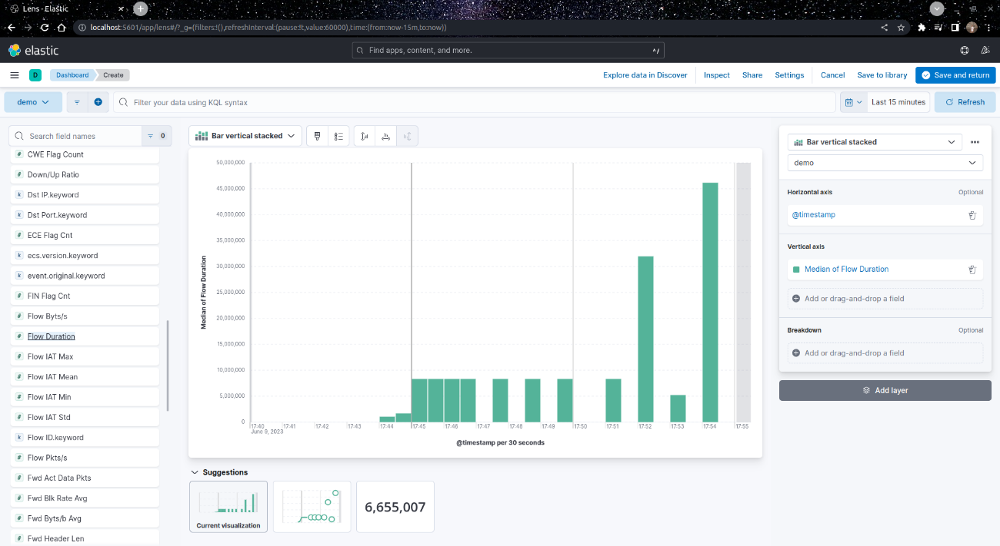 Lens - Elastic
localhost:5601/app/lens#/?_g=(filters:!(),refreshInterval:(pause:!t,value:60000),time:(from:now-15m,to:now))
elastic
Find apps, content, and more.
^/
D
Dashboard
Create
Explore data in Discover
Inspect
Share
Settings
Cancel
Save to library
Save and return
demo
Filter your data using KQL syntax
Last 15 minutes
Refresh
Search field names
0
# CWE Flag Count
# Down/Up Ratio
k Dst IP.keyword
k Dst Port.keyword
# ECE Flag Cnt
k ecs.version.keyword
k event.original.keyword
# FIN Flag Cnt
# Flow Byts/s
# Flow Duration
# Flow IAT Max
# Flow IAT Mean
# Flow IAT Min
# Flow IAT Std
k Flow ID.keyword
# Flow Pkts/s
# Fwd Act Data Pkts
# Fwd Blk Rate Avg
# Fwd Byts/b Avg
# Fwd Header Len
Bar vertical stacked
50,000,000
45,000,000
40,000,000
35,000,000
30,000,000
25,000,000
20,000,000
15,000,000
10,000,000
5,000,000
0
Median of Flow Duration
17:40 17:41 17:42 17:43 17:44 17:45 17:46 17:47 17:48 17:49 17:50 17:51 17:52 17:53 17:54 17:55
June 9, 2023
@timestamp per 30 seconds
Suggestions
Current visualization
6,655,007
Bar vertical stacked
demo
Horizontal axis
Optional
@timestamp
Vertical axis
Median of Flow Duration
Add or drag-and-drop a field
Breakdown
Optional
Add or drag-and-drop a field
Add layer